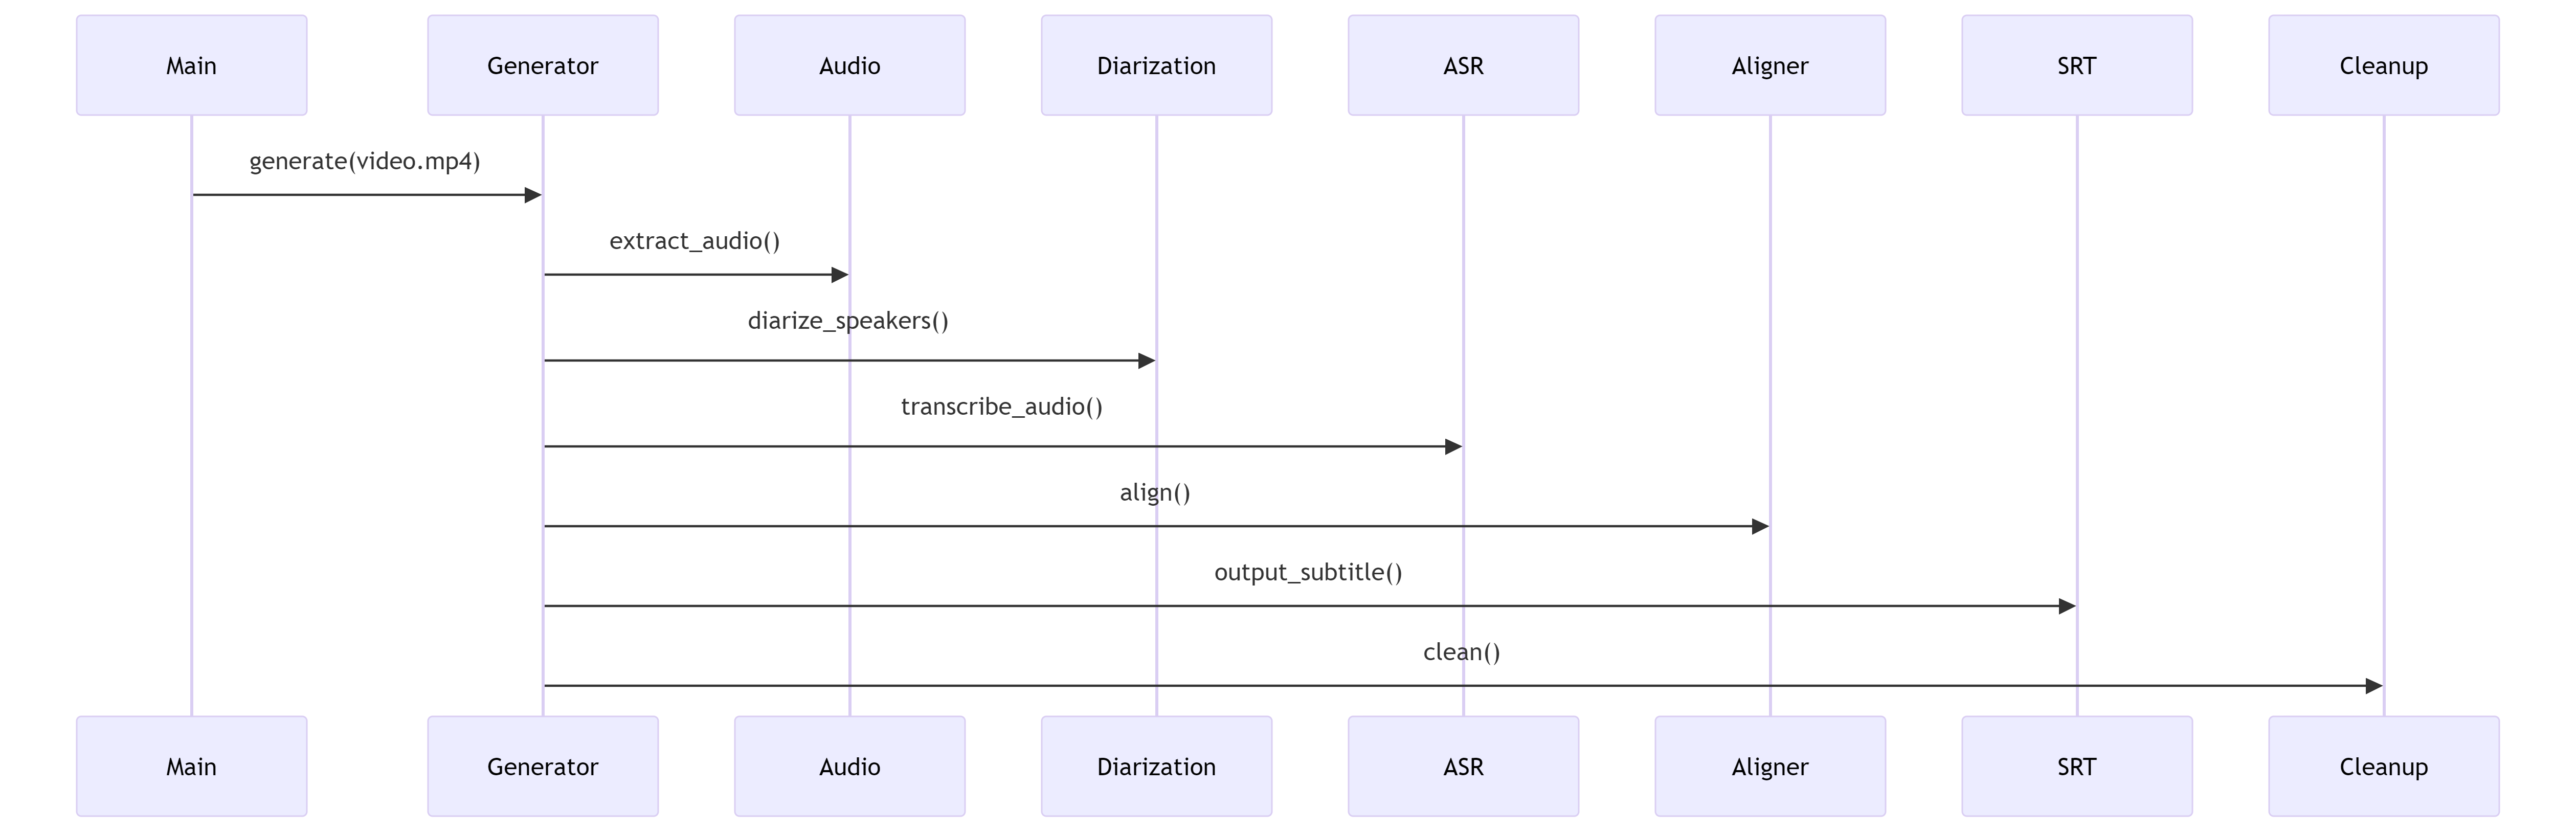 Main
Generator
Audio
Diarization
ASR
Aligner
SRT
Cleanup
generate(video.mp4)
extract_audio()
diarize_speakers()
transcribe_audio()
align()
output_subtitle()
clean()
Main
Generator
Audio
Diarization
ASR
Aligner
SRT
Cleanup